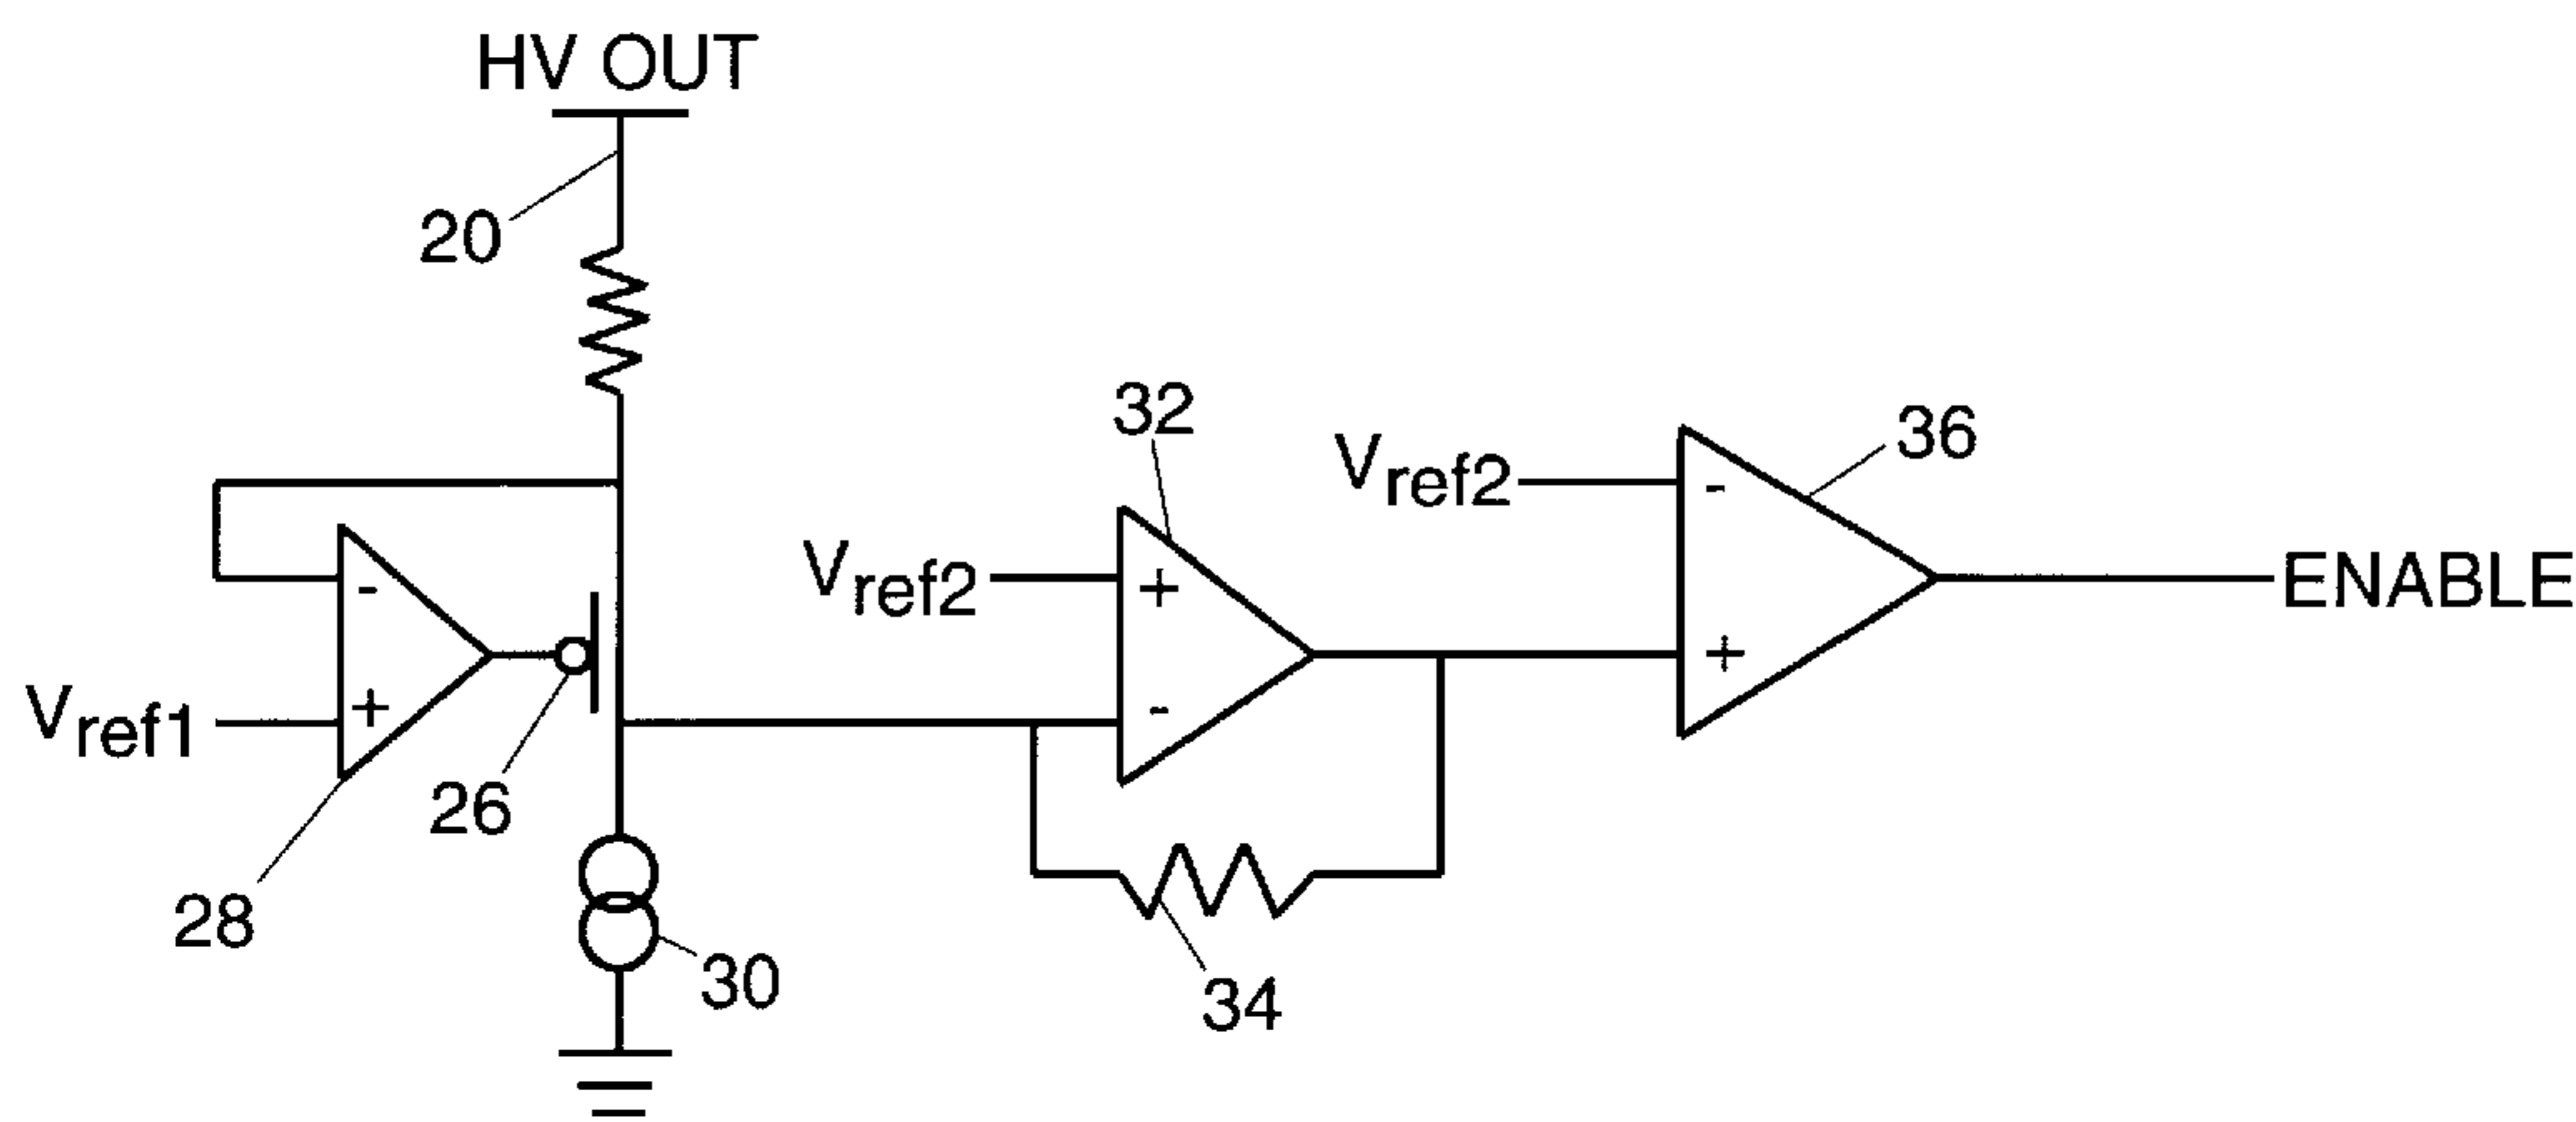 HV OUT
20
32
36
Vref2
-
Vref2
+
ENABLE
-
+
Vref1
+
-
26
28
30
34